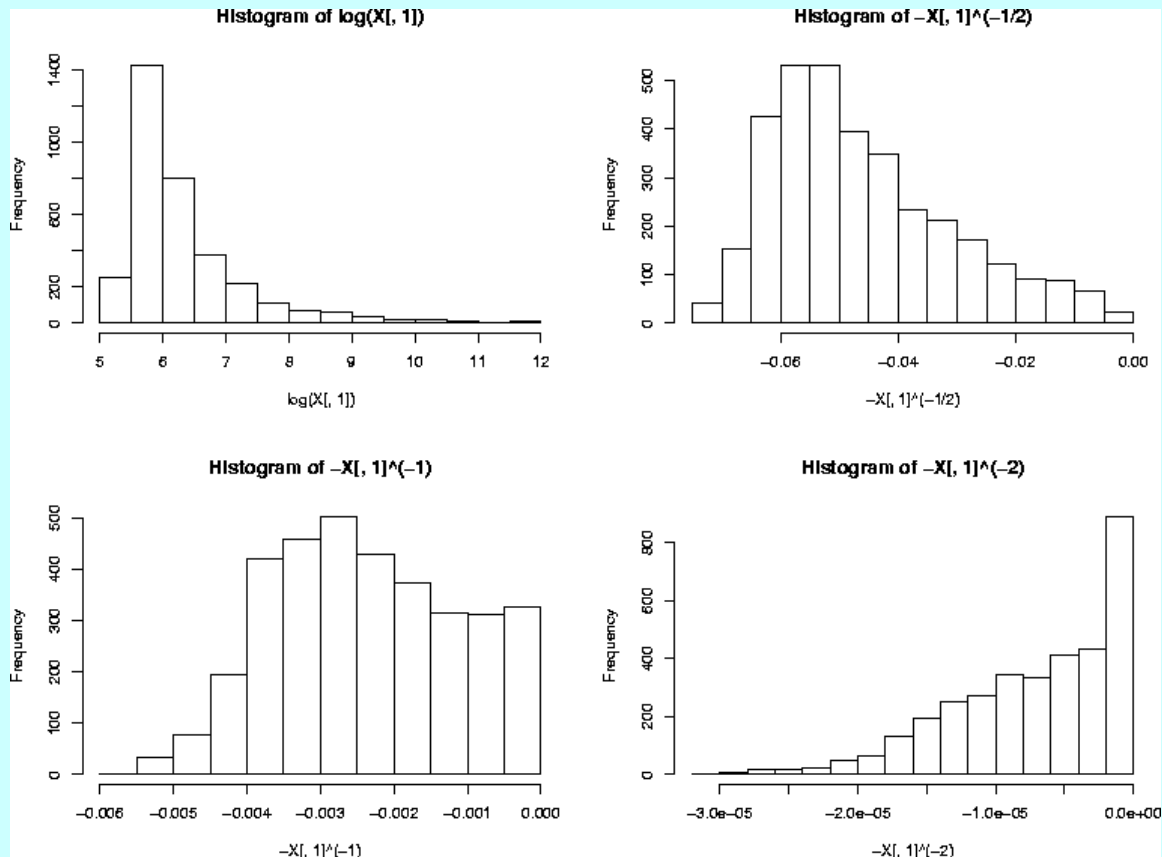 Histogram of log(X[, 1])
Frequency
0 200 600 1000 1400
5 6 7 8 9 10 11 12
log(X[, 1])
Histogram of −X[, 1]^(−1/2)
Frequency
0 100 200 300 400 500
−0.06 −0.04 −0.02 0.00
−X[, 1]^(−1/2)
Histogram of −X[, 1]^(−1)
Frequency
0 100 200 300 400 500
−0.006 −0.005 −0.004 −0.003 −0.002 −0.001 0.000
−X[, 1]^(−1)
Histogram of −X[, 1]^(−2)
Frequency
0 200 400 600 800
−3.0e−05 −2.0e−05 −1.0e−05 0.0e+00
−X[, 1]^(−2)